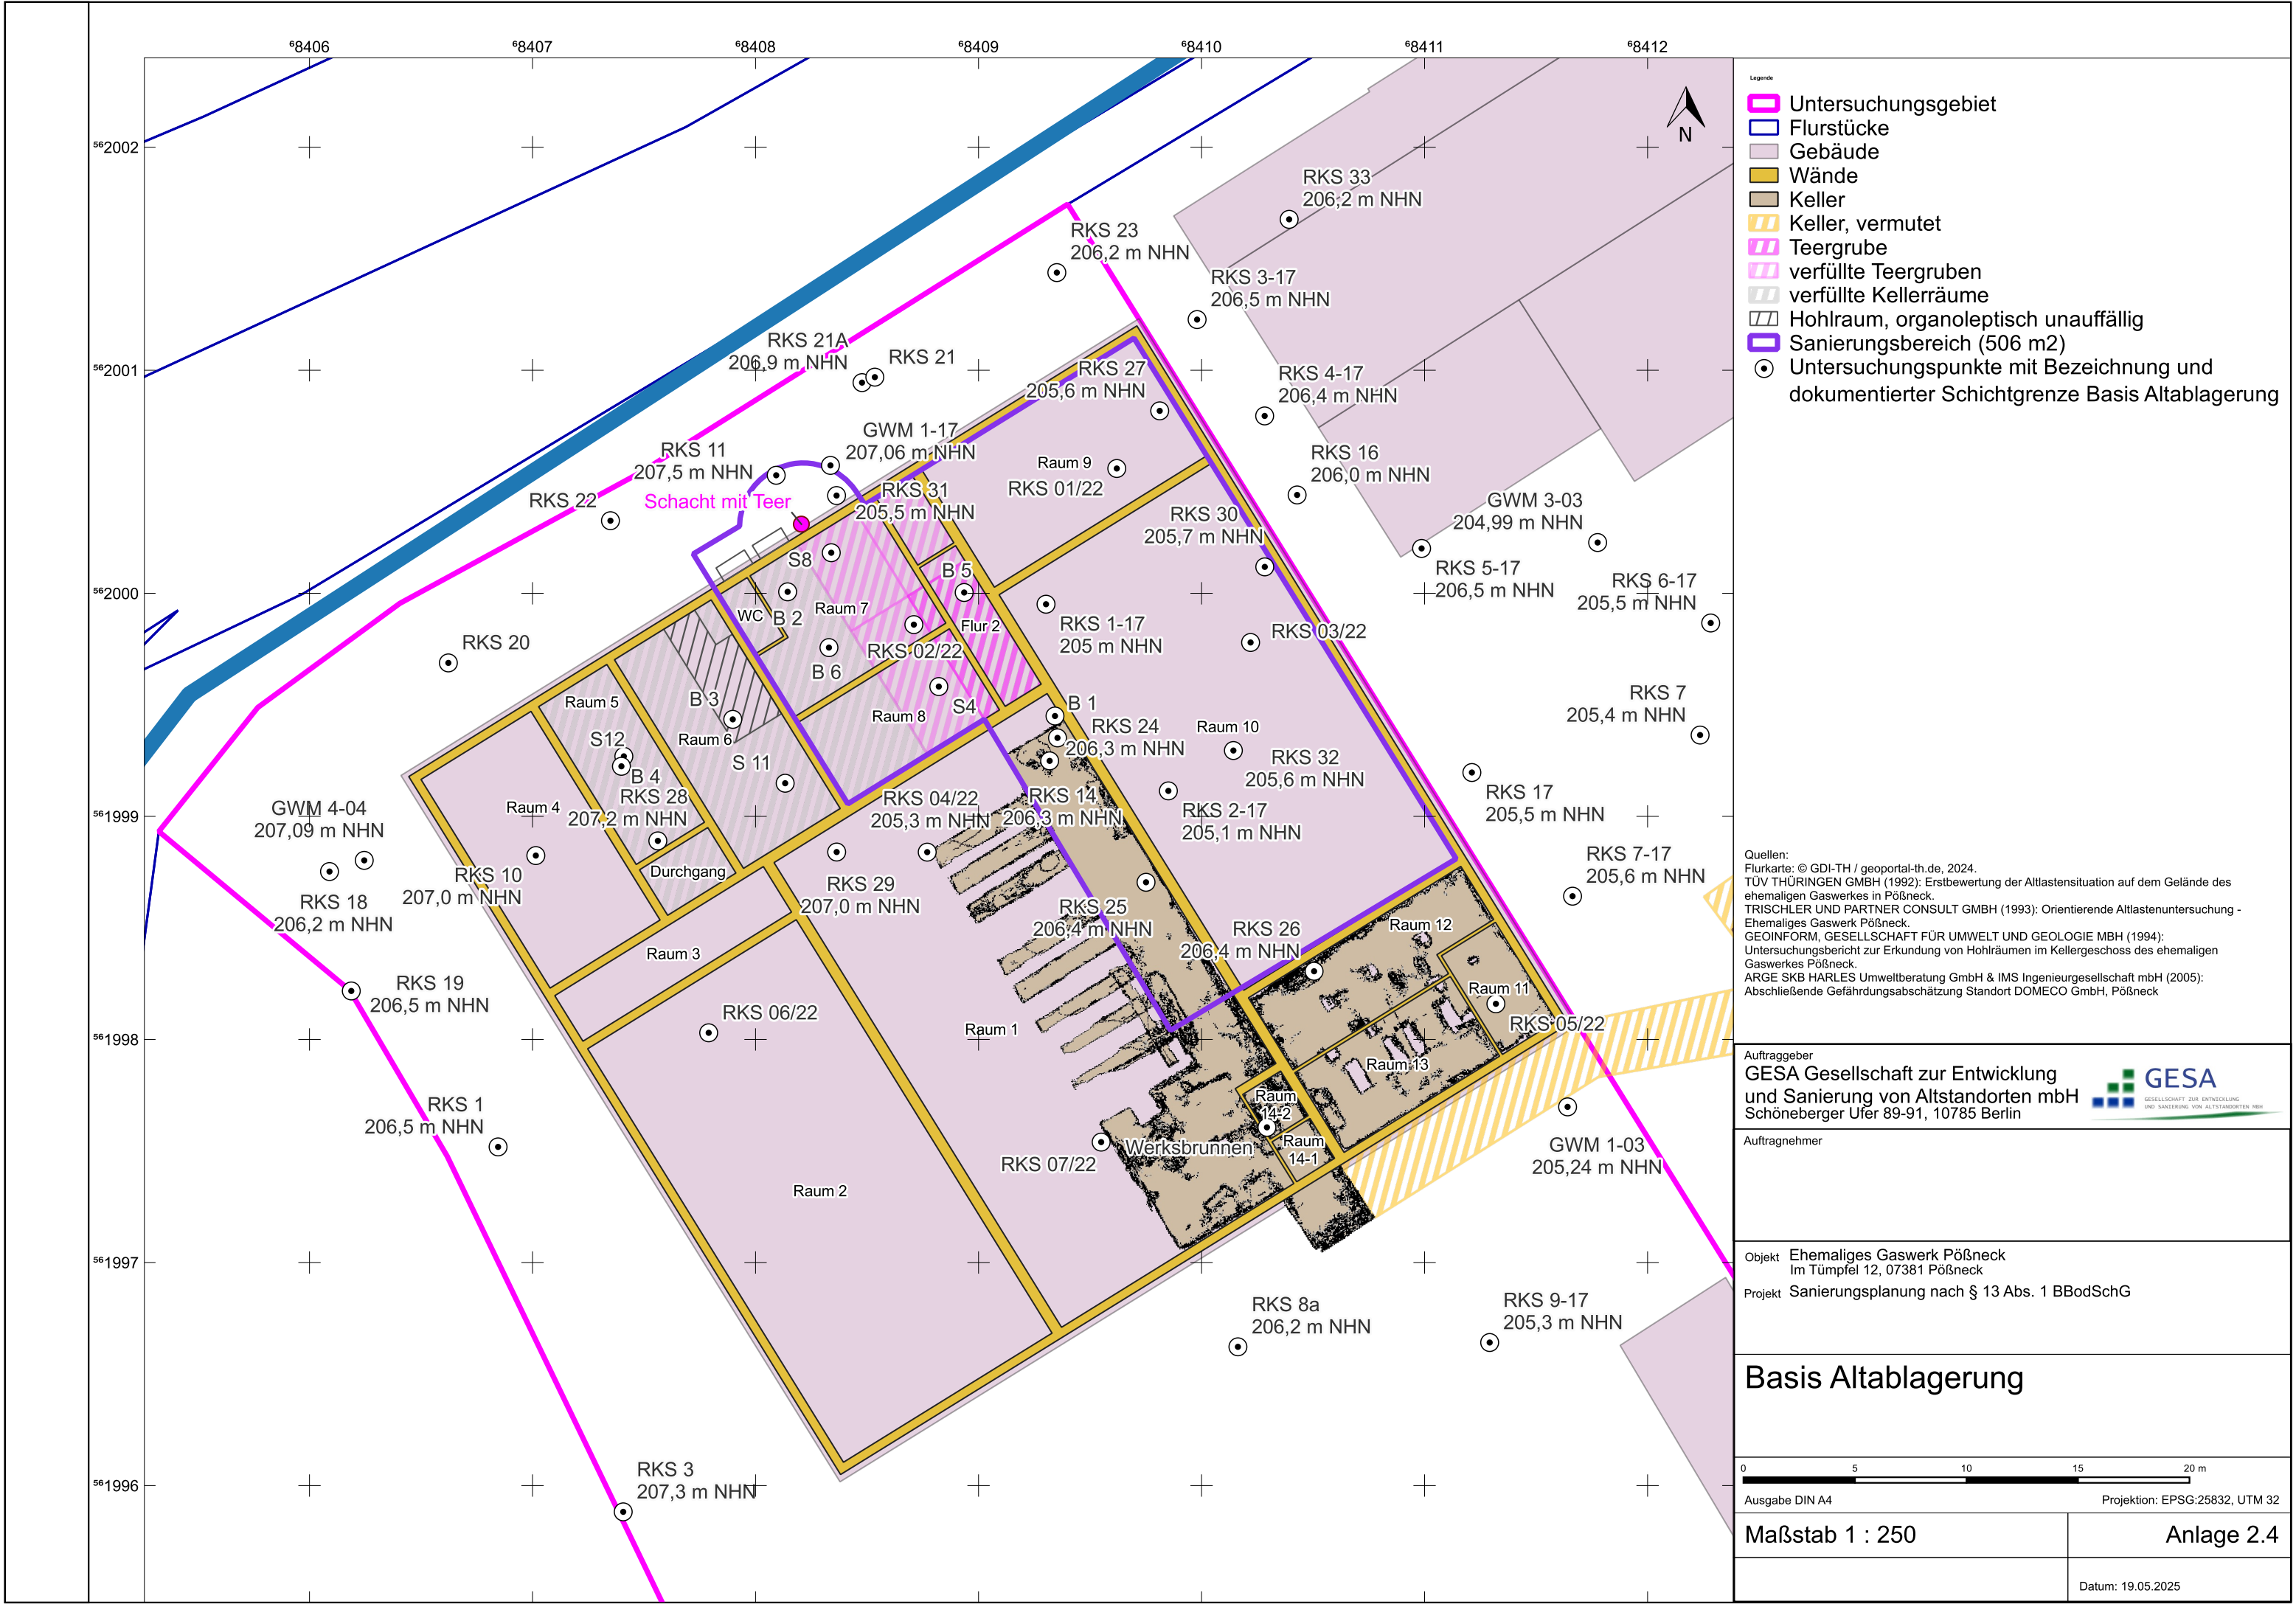 ⁶8406
⁶8407
⁶8408
⁶8409
⁶8410
⁶8411
⁶8412
⁵⁶2002
⁵⁶2001
⁵⁶2000
⁵⁶1999
⁵⁶1998
⁵⁶1997
⁵⁶1996
N
RKS 33
206,2 m NHN
RKS 23
206,2 m NHN
RKS 3-17
206,5 m NHN
RKS 21A
206,9 m NHN
RKS 21
RKS 27
205,6 m NHN
RKS 4-17
206,4 m NHN
RKS 11
207,5 m NHN
GWM 1-17
207,06 m NHN
RKS 16
206,0 m NHN
Raum 9
RKS 01/22
RKS 22
Schacht mit Teer
RKS 31
205,5 m NHN
RKS 30
205,7 m NHN
GWM 3-03
204,99 m NHN
RKS 5-17
206,5 m NHN
RKS 6-17
205,5 m NHN
S8
B 5
WC
B 2
Raum 7
Flur 2
RKS 1-17
205 m NHN
RKS 03/22
RKS 20
RKS 02/22
B 6
B 3
Raum 5
Raum 6
Raum 8
S4
B 1
RKS 24
206,3 m NHN
Raum 10
RKS 7
205,4 m NHN
S12
B 4
S 11
RKS 32
205,6 m NHN
RKS 28
207,2 m NHN
Raum 4
GWM 4-04
207,09 m NHN
RKS 04/22
205,3 m NHN
RKS 14
206,3 m NHN
RKS 2-17
205,1 m NHN
RKS 17
205,5 m NHN
RKS 7-17
205,6 m NHN
Durchgang
RKS 10
207,0 m NHN
RKS 18
206,2 m NHN
RKS 29
207,0 m NHN
RKS 25
206,4 m NHN
RKS 26
206,4 m NHN
Raum 12
Raum 3
RKS 19
206,5 m NHN
Raum 11
RKS 05/22
RKS 06/22
Raum 1
Raum 13
RKS 1
206,5 m NHN
Raum
14-2
Raum
14-1
Werksbrunnen
RKS 07/22
GWM 1-03
205,24 m NHN
Raum 2
RKS 8a
206,2 m NHN
RKS 9-17
205,3 m NHN
RKS 3
207,3 m NHN
Legende
Untersuchungsgebiet
Flurstücke
Gebäude
Wände
Keller
Keller, vermutet
Teergrube
verfüllte Teergruben
verfüllte Kellerräume
Hohlraum, organoleptisch unauffällig
Sanierungsbereich (506 m2)
Untersuchungspunkte mit Bezeichnung und
dokumentierter Schichtgrenze Basis Altablagerung
Quellen:
Flurkarte: © GDI-TH / geoportal-th.de, 2024.
TÜV THÜRINGEN GMBH (1992): Erstbewertung der Altlastensituation auf dem Gelände des
ehemaligen Gaswerkes in Pößneck.
TRISCHLER UND PARTNER CONSULT GMBH (1993): Orientierende Altlastenuntersuchung -
Ehemaliges Gaswerk Pößneck.
GEOINFORM, GESELLSCHAFT FÜR UMWELT UND GEOLOGIE MBH (1994):
Untersuchungsbericht zur Erkundung von Hohlräumen im Kellergeschoss des ehemaligen
Gaswerkes Pößneck.
ARGE SKB HARLES Umweltberatung GmbH & IMS Ingenieurgesellschaft mbH (2005):
Abschließende Gefährdungsabschätzung Standort DOMECO GmbH, Pößneck
Auftraggeber
GESA Gesellschaft zur Entwicklung
und Sanierung von Altstandorten mbH
Schöneberger Ufer 89-91, 10785 Berlin
GESA
GESELLSCHAFT ZUR ENTWICKLUNG
UND SANIERUNG VON ALTSTANDORTEN MBH
Auftragnehmer
Objekt Ehemaliges Gaswerk Pößneck
Im Tümpfel 12, 07381 Pößneck
Projekt Sanierungsplanung nach § 13 Abs. 1 BBodSchG
Basis Altablagerung
0 5 10 15 20 m
Ausgabe DIN A4 Projektion: EPSG:25832, UTM 32
Maßstab 1 : 250 Anlage 2.4
Datum: 19.05.2025